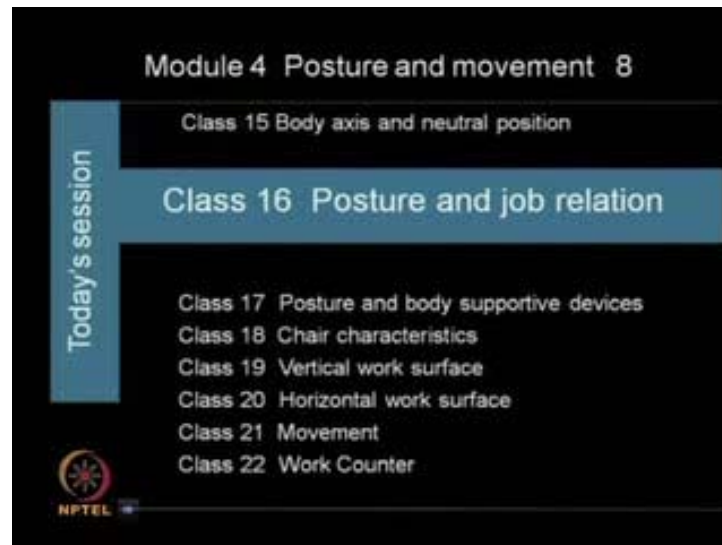 Module 4 Posture and movement 8
Class 15 Body axis and neutral position
Today's session
Class 16 Posture and job relation
Class 17 Posture and body supportive devices
Class 18 Chair characteristics
Class 19 Vertical work surface
Class 20 Horizontal work surface
Class 21 Movement
Class 22 Work Counter
NPTEL